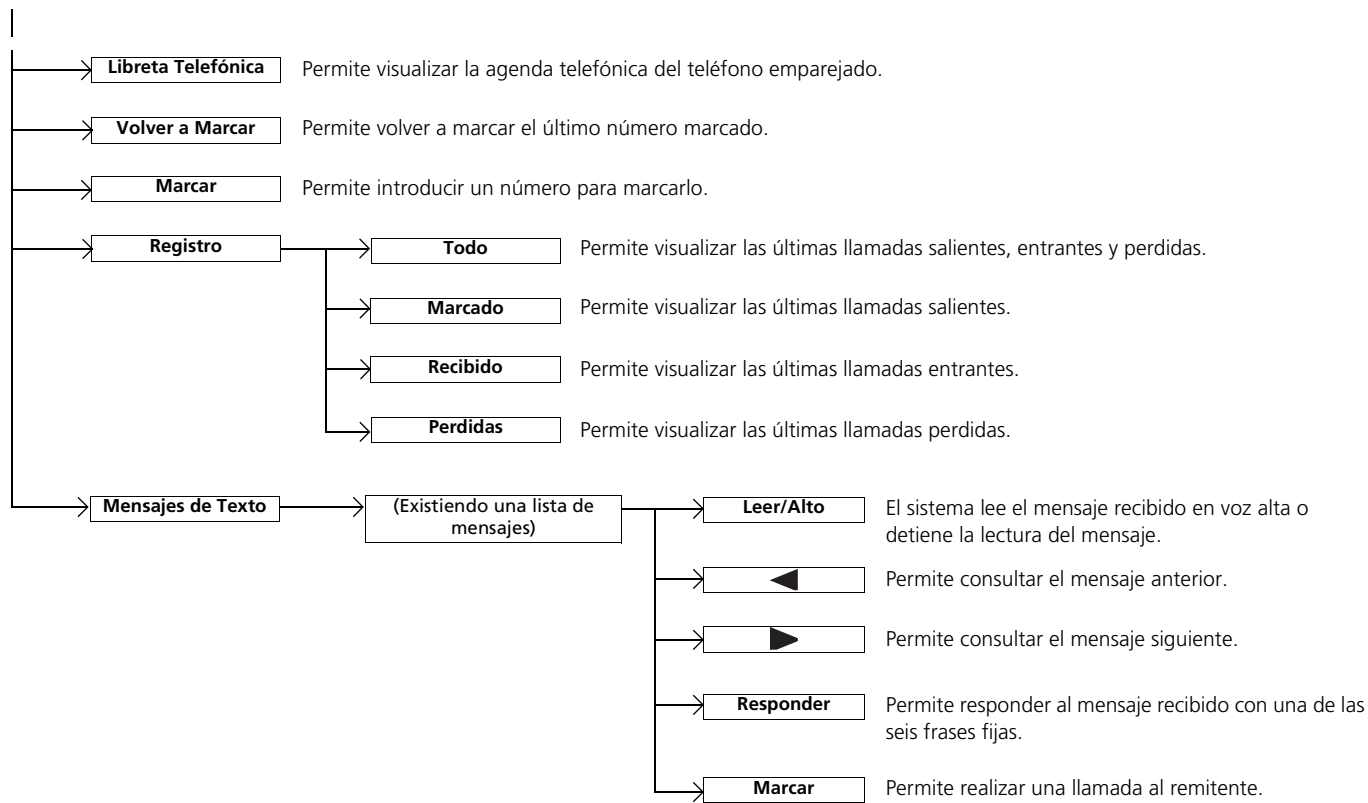 Libreta Telefónica
Permite visualizar la agenda telefónica del teléfono emparejado.
Volver a Marcar
Permite volver a marcar el último número marcado.
Marcar
Permite introducir un número para marcarlo.
Registro
Todo
Permite visualizar las últimas llamadas salientes, entrantes y perdidas.
Marcado
Permite visualizar las últimas llamadas salientes.
Recibido
Permite visualizar las últimas llamadas entrantes.
Perdidas
Permite visualizar las últimas llamadas perdidas.
Mensajes de Texto
(Existiendo una lista de
mensajes)
Leer/Alto
El sistema lee el mensaje recibido en voz alta o
detiene la lectura del mensaje.
Permite consultar el mensaje anterior.
Permite consultar el mensaje siguiente.
Responder
Permite responder al mensaje recibido con una de las
seis frases fijas.
Marcar
Permite realizar una llamada al remitente.